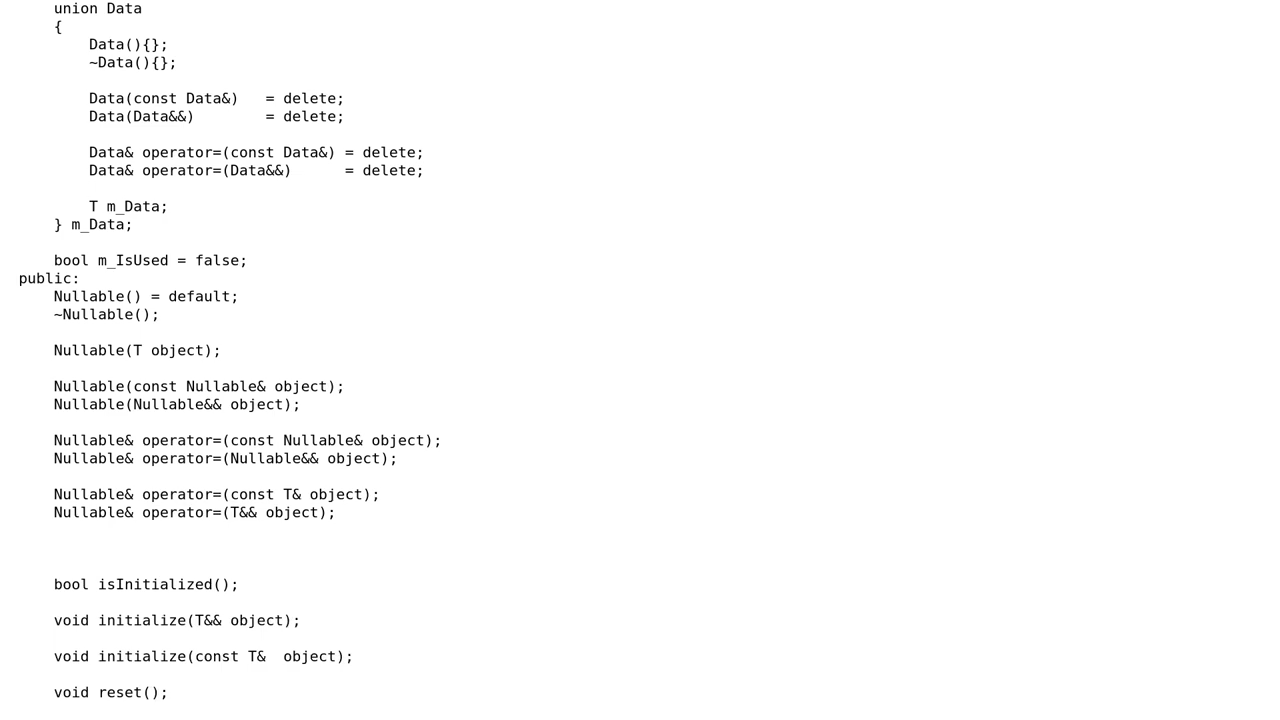 union Data
{
Data(){};
~Data(){};
Data(const Data&)   = delete;
Data(Data&&)        = delete;
Data& operator=(const Data&) = delete;
Data& operator=(Data&&)      = delete;
T m_Data;
} m_Data;
bool m_IsUsed = false;
public:
Nullable() = default;
~Nullable();
Nullable(T object);
Nullable(const Nullable& object);
Nullable(Nullable&& object);
Nullable& operator=(const Nullable& object);
Nullable& operator=(Nullable&& object);
Nullable& operator=(const T& object);
Nullable& operator=(T&& object);
bool isInitialized();
void initialize(T&& object);
void initialize(const T&  object);
void reset();